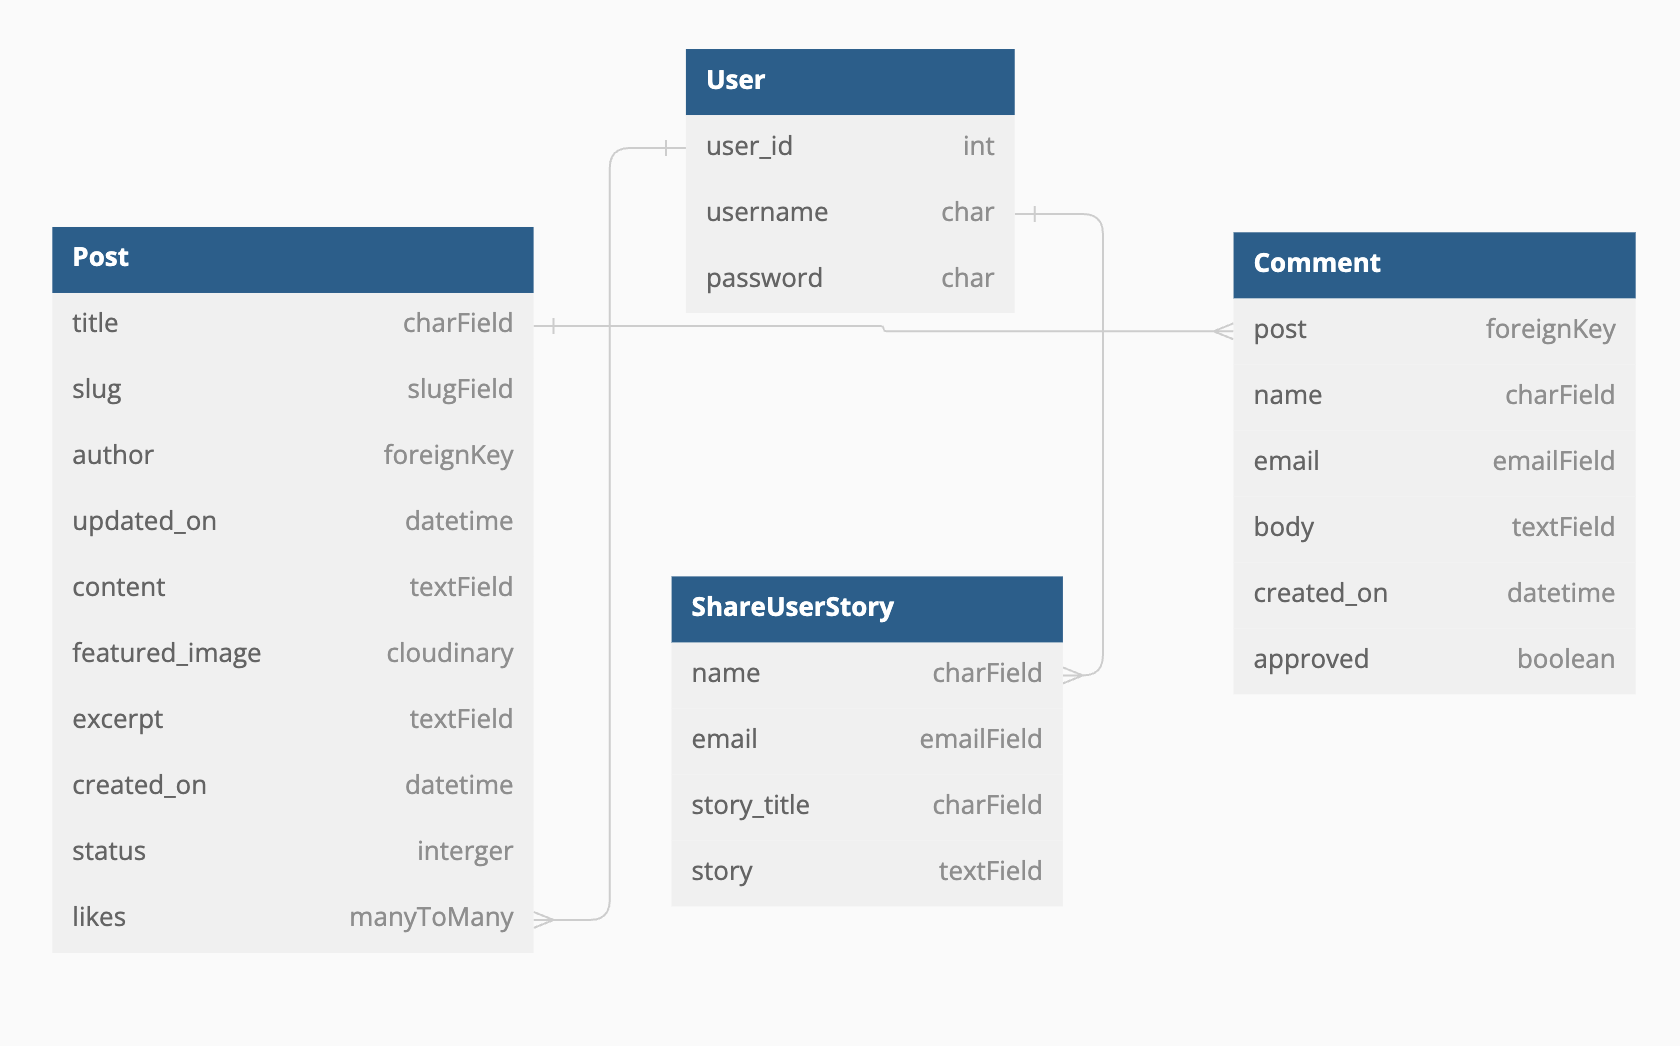 User
user_id int
username char
password char
Post
title charField
slug slugField
author foreignKey
updated_on datetime
content textField
featured_image cloudinary
excerpt textField
created_on datetime
status interger
likes manyToMany
ShareUserStory
name charField
email emailField
story_title charField
story textField
Comment
post foreignKey
name charField
email emailField
body textField
created_on datetime
approved boolean